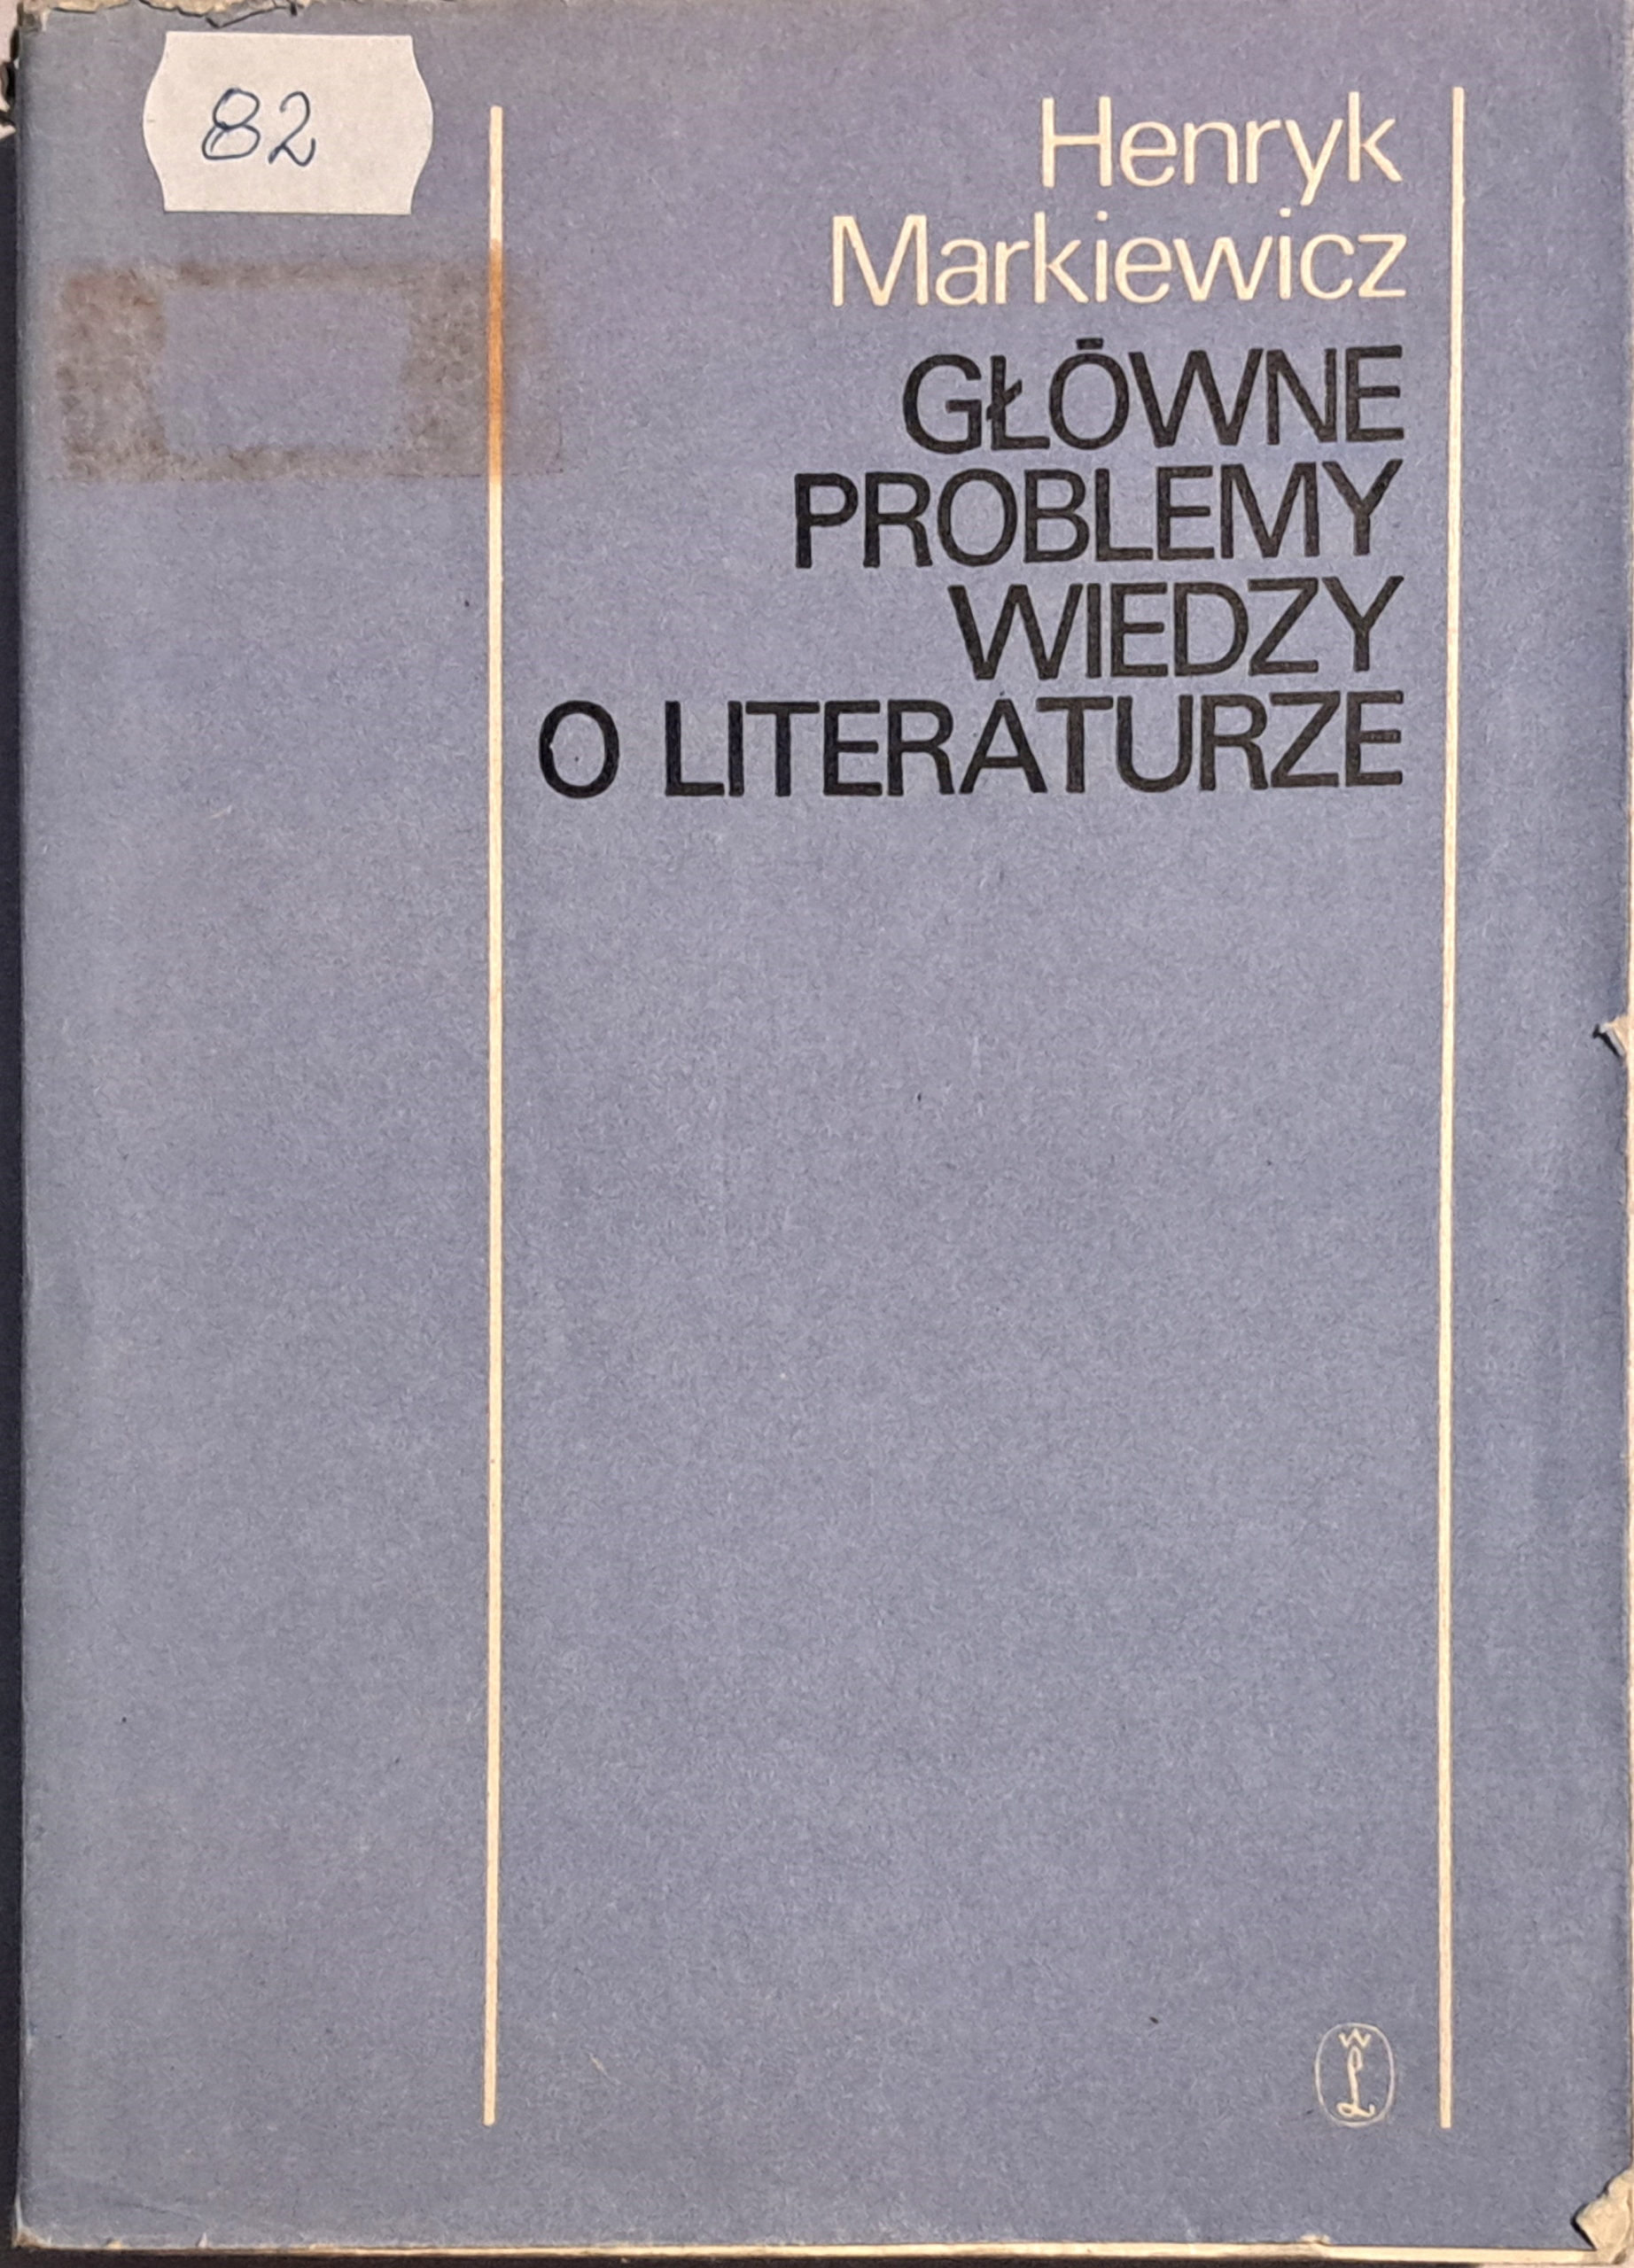 82
Henryk
Markiewicz
GŁÓWNE
PROBLEMY
WIEDZY
O LITERATURZE
W
L